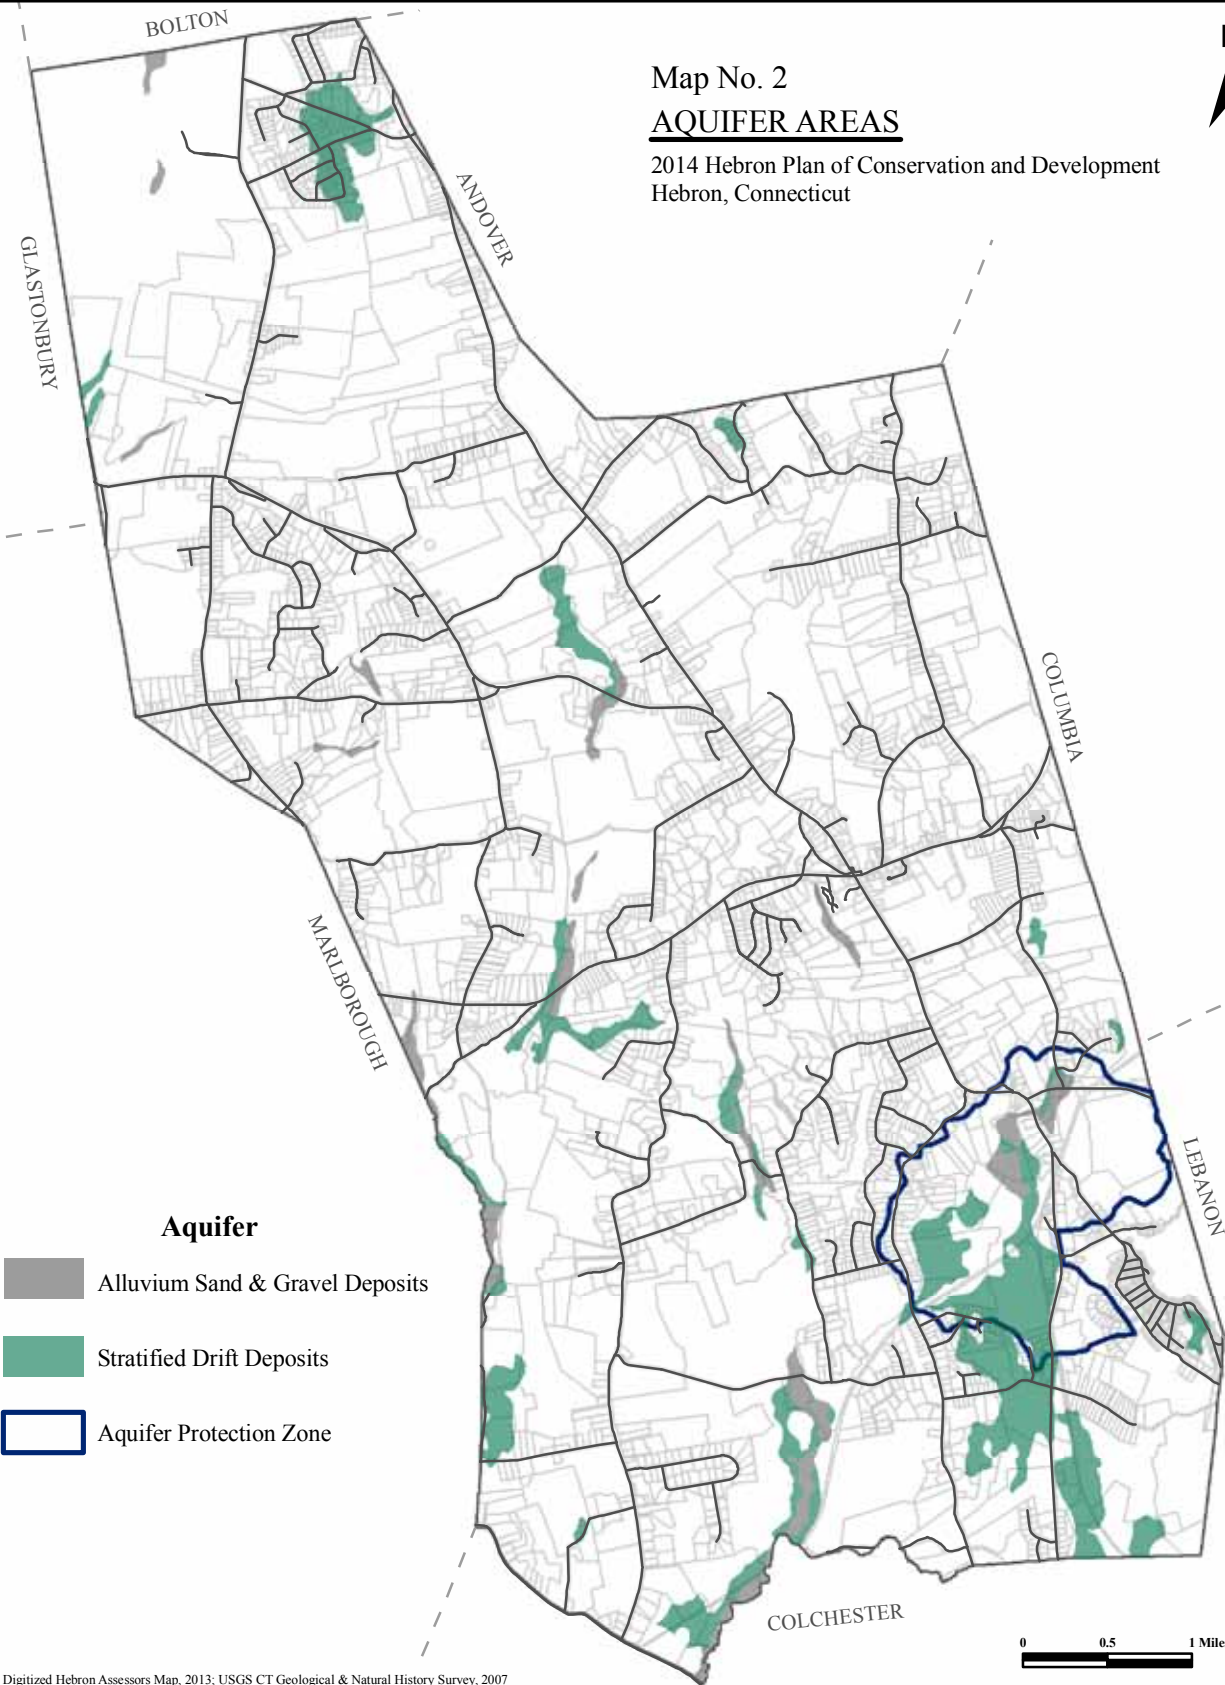 BOLTON
Map No. 2
AQUIFER AREAS
2014 Hebron Plan of Conservation and Development
Hebron, Connecticut
ANDOVER
GLASTONBURY
COLUMBIA
MARLBOROUGH
LEBANON
Aquifer
Alluvium Sand & Gravel Deposits
Stratified Drift Deposits
Aquifer Protection Zone
COLCHESTER
0 0.5 1 Mile
Digitized Hebron Assessors Map, 2013; USGS CT Geological & Natural History Survey, 2007